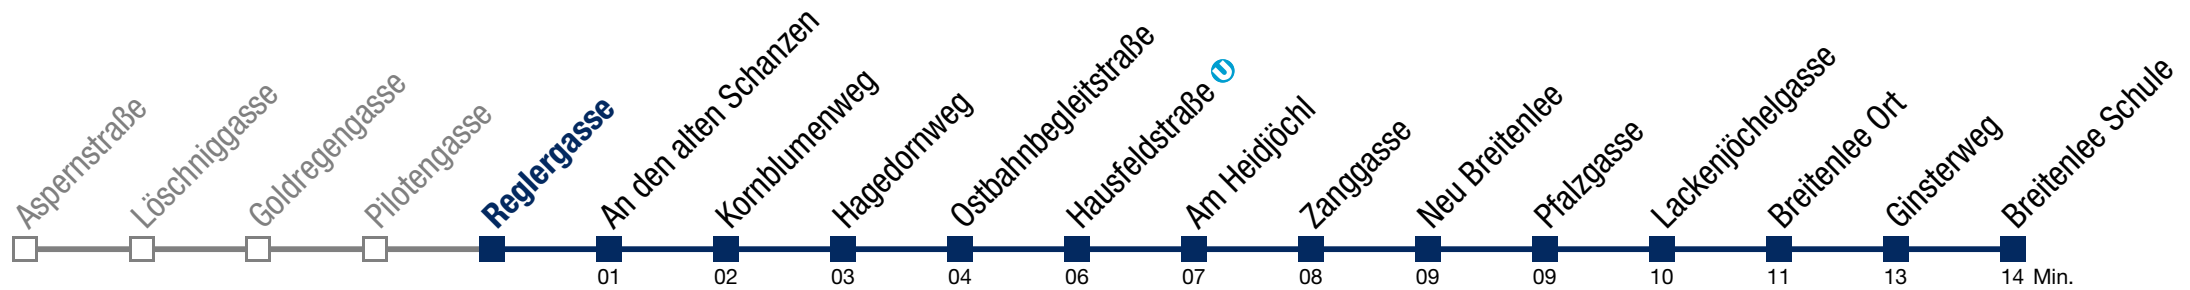 Aspernstraße
Löschniggasse
Goldregengasse
Pilotengasse
Reglergasse
An den alten Schanzen
Kornblumenweg
Hagedornweg
Ostbahnbegleitstraße
Hausfeldstraße U
Am Heidjöchl
Zanggasse
Neu Breitenlee
Pfalzgasse
Lackenjöchelgasse
Breitenlee Ort
Ginsterweg
Breitenlee Schule
01 02 03 04 06 07 08 09 09 10 11 13 14 Min.